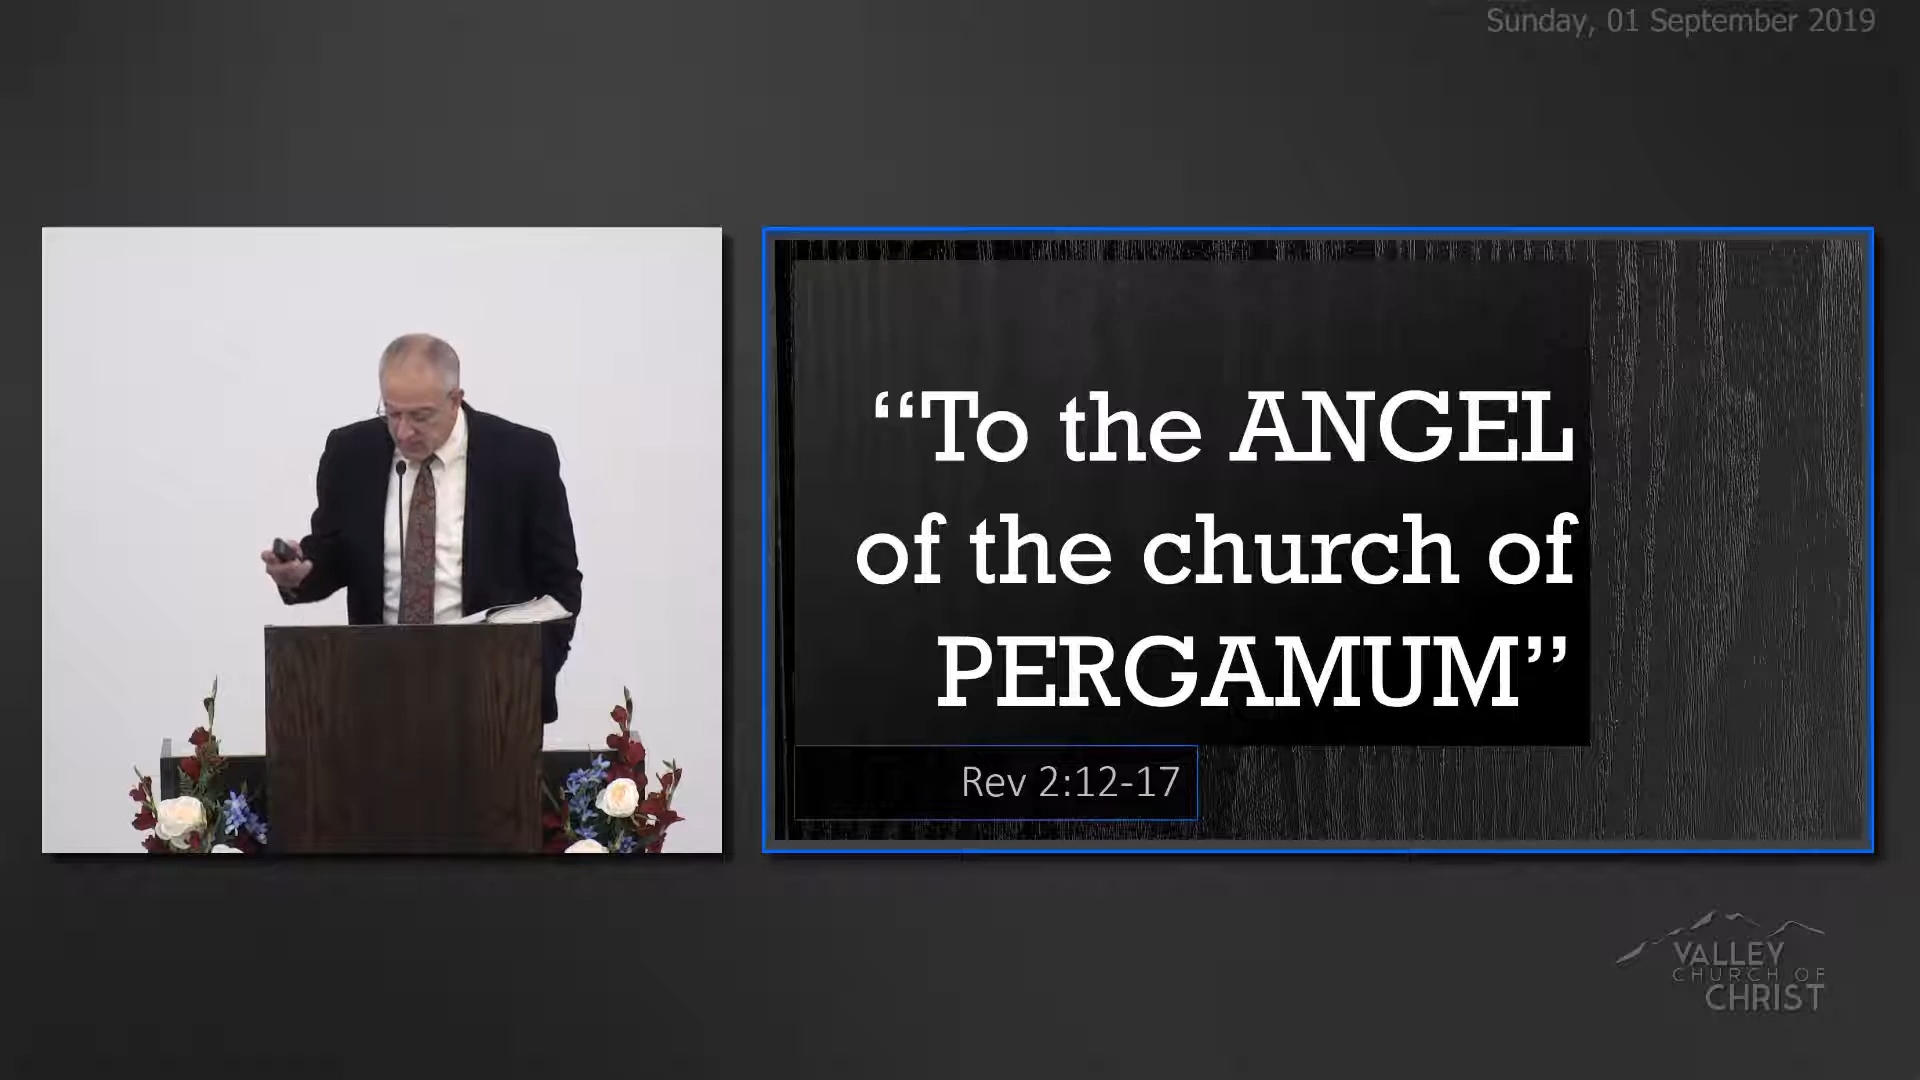 Sunday, 01 September 2019
“To the ANGEL
of the church of
PERGAMUM”
Rev 2:12-17
VALLEY
CHURCH OF
CHRIST